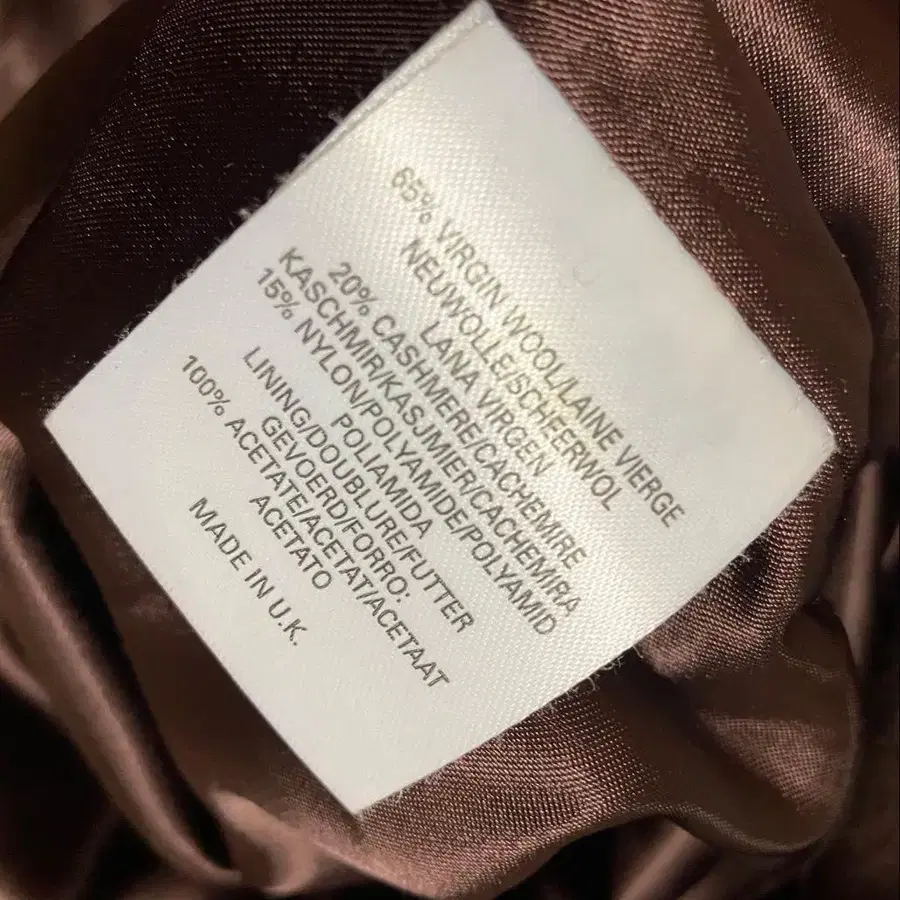 65% VIRGIN WOOL/LAINE VIERGE
NEUWOLLE/SCHEERWOL
LANA VIRGEN
20% CASHMERE/CACHEMIRE
KASCHMIR/KASJMIER/CACHEMIRA
15% NYLON/POLYAMIDE/POLYAMID
POLIAMIDA
LINING/DOUBLURE/FUTTER
GEVOERD/FORRO:
100% ACETATE/ACETAT/ACETAAT
ACETATO
MADE IN U.K.